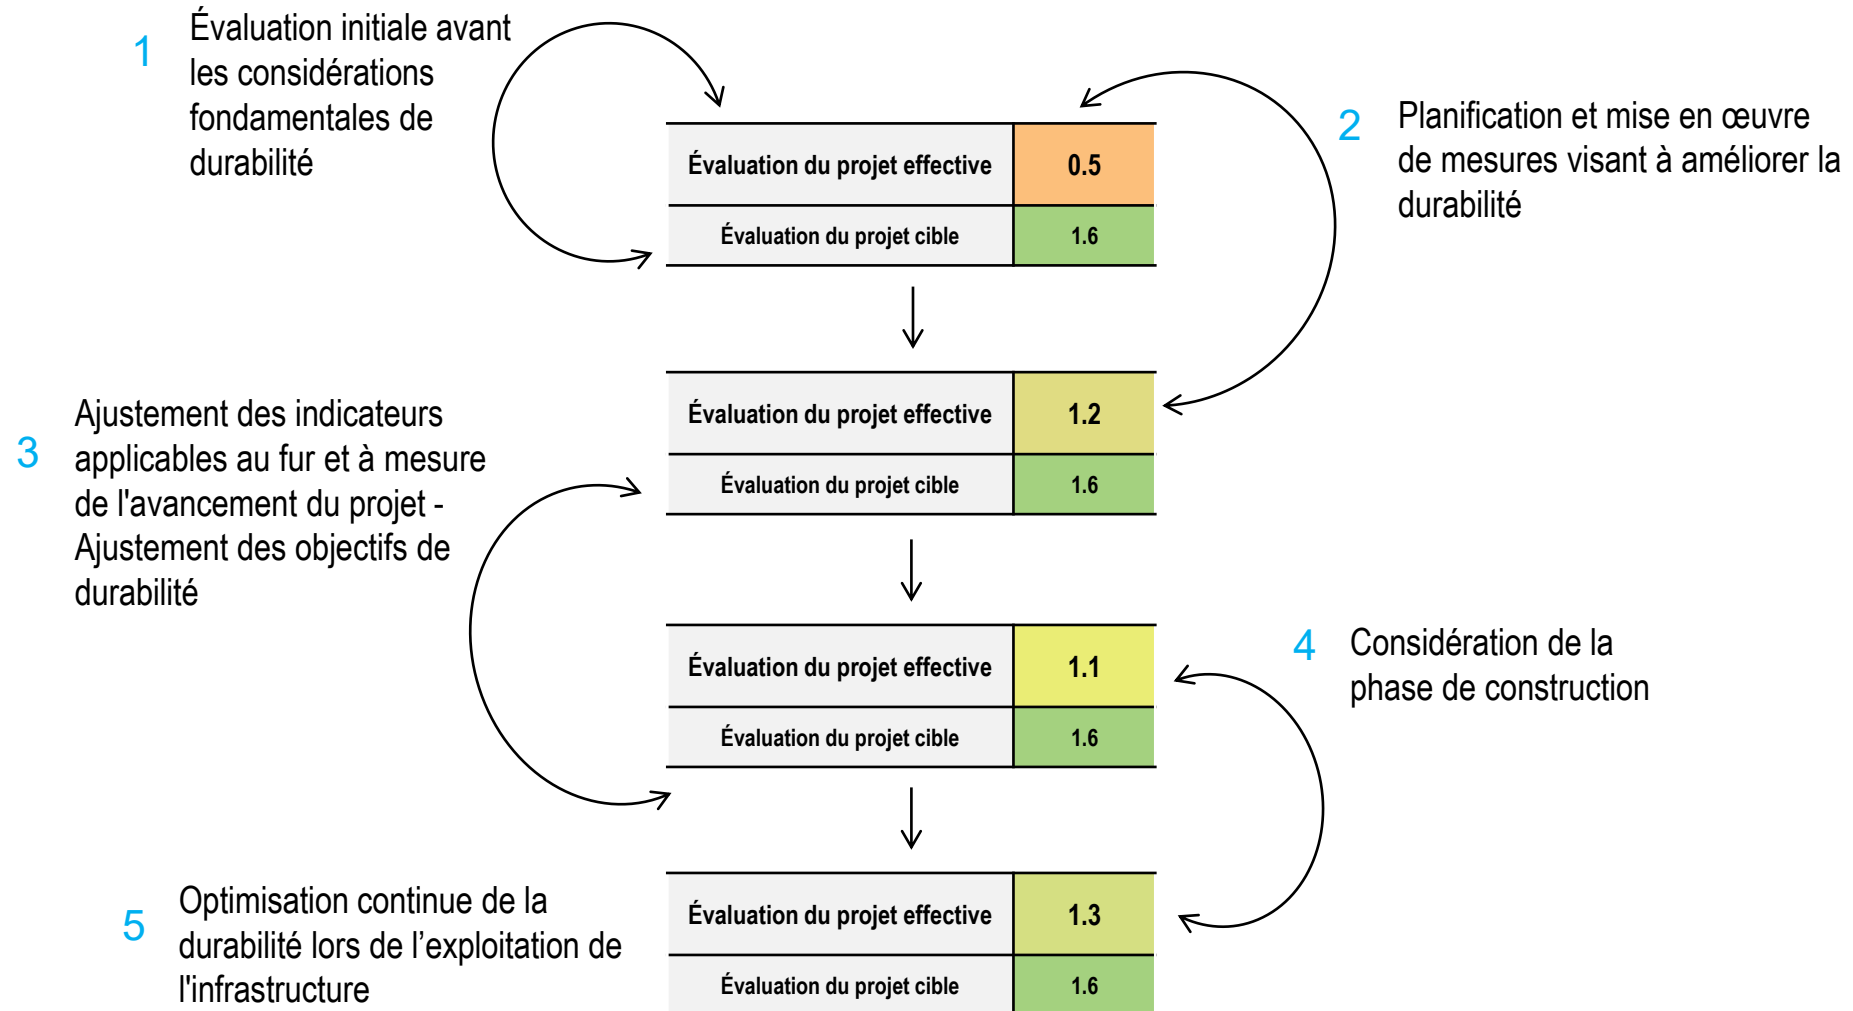 1
Évaluation initiale avant
les considérations
fondamentales de
durabilité
Évaluation du projet effective 0.5
Évaluation du projet cible 1.6
2
Planification et mise en œuvre
de mesures visant à améliorer la
durabilité
Évaluation du projet effective 1.2
Évaluation du projet cible 1.6
3
Ajustement des indicateurs
applicables au fur et à mesure
de l'avancement du projet -
Ajustement des objectifs de
durabilité
Évaluation du projet effective 1.1
Évaluation du projet cible 1.6
4
Considération de la
phase de construction
Évaluation du projet effective 1.3
Évaluation du projet cible 1.6
5
Optimisation continue de la
durabilité lors de l’exploitation de
l'infrastructure